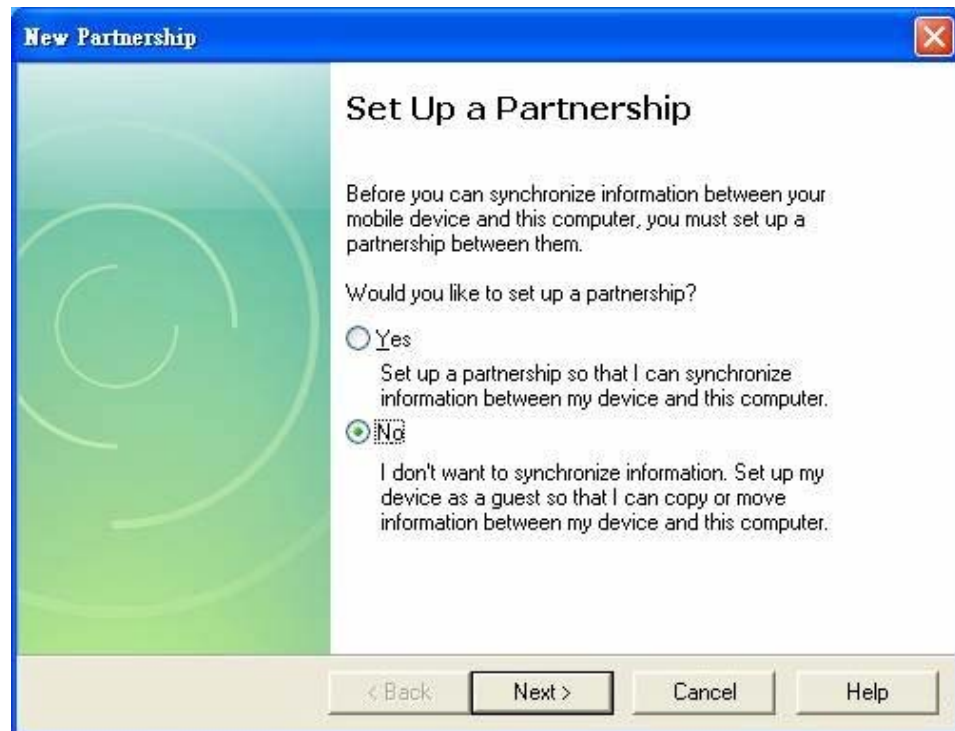 New Partnership
Set Up a Partnership
Before you can synchronize information between your
mobile device and this computer, you must set up a
partnership between them.
Would you like to set up a partnership?
Yes
Set up a partnership so that I can synchronize
information between my device and this computer.
No
I don't want to synchronize information. Set up my
device as a guest so that I can copy or move
information between my device and this computer.
< Back Next > Cancel Help